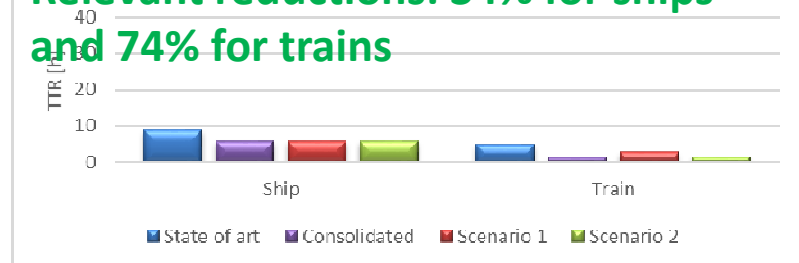 Relevant reductions: 34% for ships
and 74% for trains
40
30
20
10
0
TTR [h]
Ship
Train
State of art
Consolidated
Scenario 1
Scenario 2